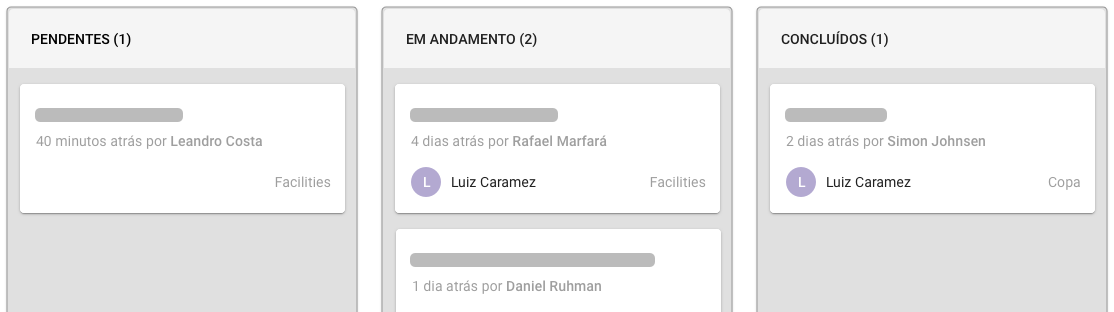 PENDENTES (1)
40 minutos atrás por Leandro Costa
Facilities
EM ANDAMENTO (2)
4 dias atrás por Rafael Marfará
L Luiz Caramez Facilities
1 dia atrás por Daniel Ruhman
CONCLUÍDOS (1)
2 dias atrás por Simon Johnsen
L Luiz Caramez Copa